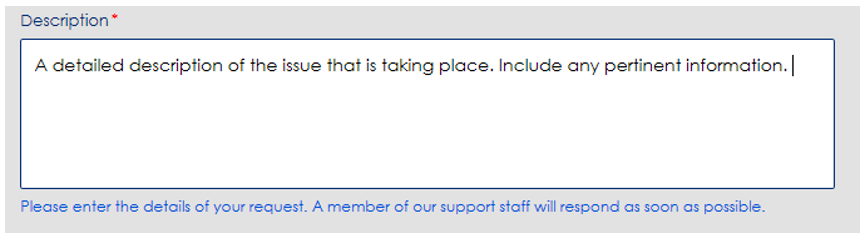 Description*
A detailed description of the issue that is taking place. Include any pertinent information.
Please enter the details of your request. A member of our support staff will respond as soon as possible.